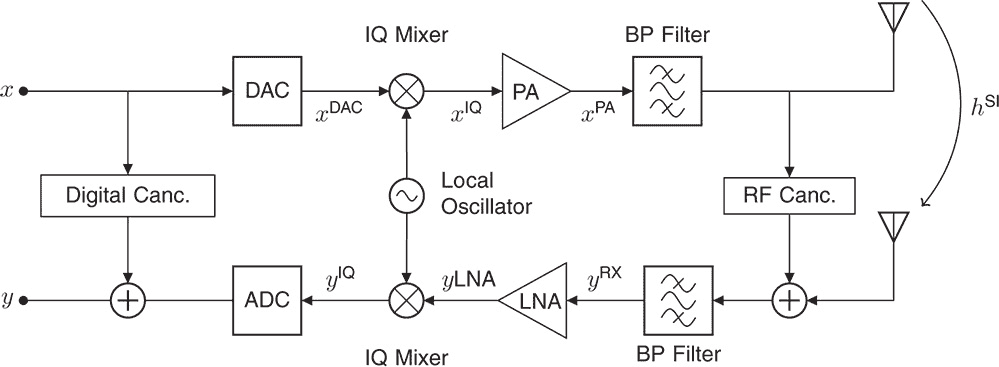 IQ Mixer
BP Filter
x
DAC
x^DAC
x^IQ
PA
x^PA
h^SI
Digital Canc.
Local
Oscillator
RF Canc.
y
ADC
y^IQ
yLNA
LNA
y^RX
IQ Mixer
BP Filter